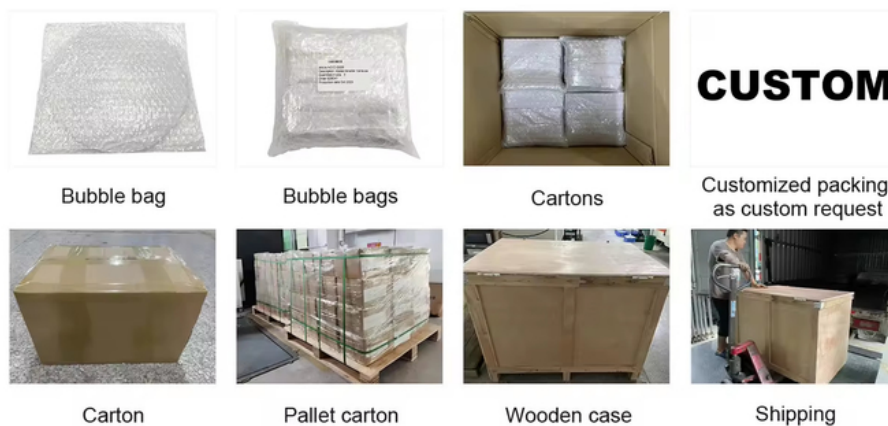 CUSTOM
Bubble bag
Bubble bags
Cartons
Customized packing
as custom request
Carton
Pallet carton
Wooden case
Shipping